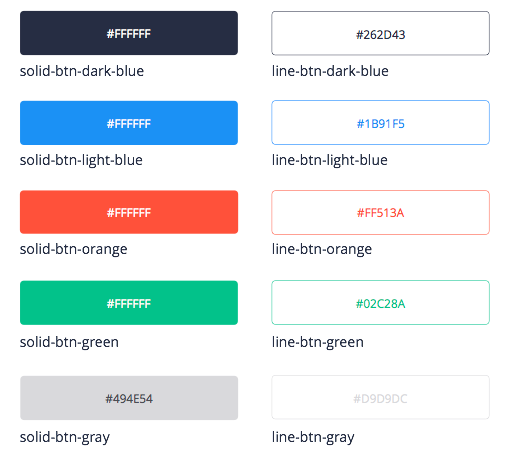 #FFFFFF
#262D43
solid-btn-dark-blue
line-btn-dark-blue
#FFFFFF
#1B91F5
solid-btn-light-blue
line-btn-light-blue
#FFFFFF
#FF513A
solid-btn-orange
line-btn-orange
#FFFFFF
#02C28A
solid-btn-green
line-btn-green
#494E54
#D9D9DC
solid-btn-gray
line-btn-gray